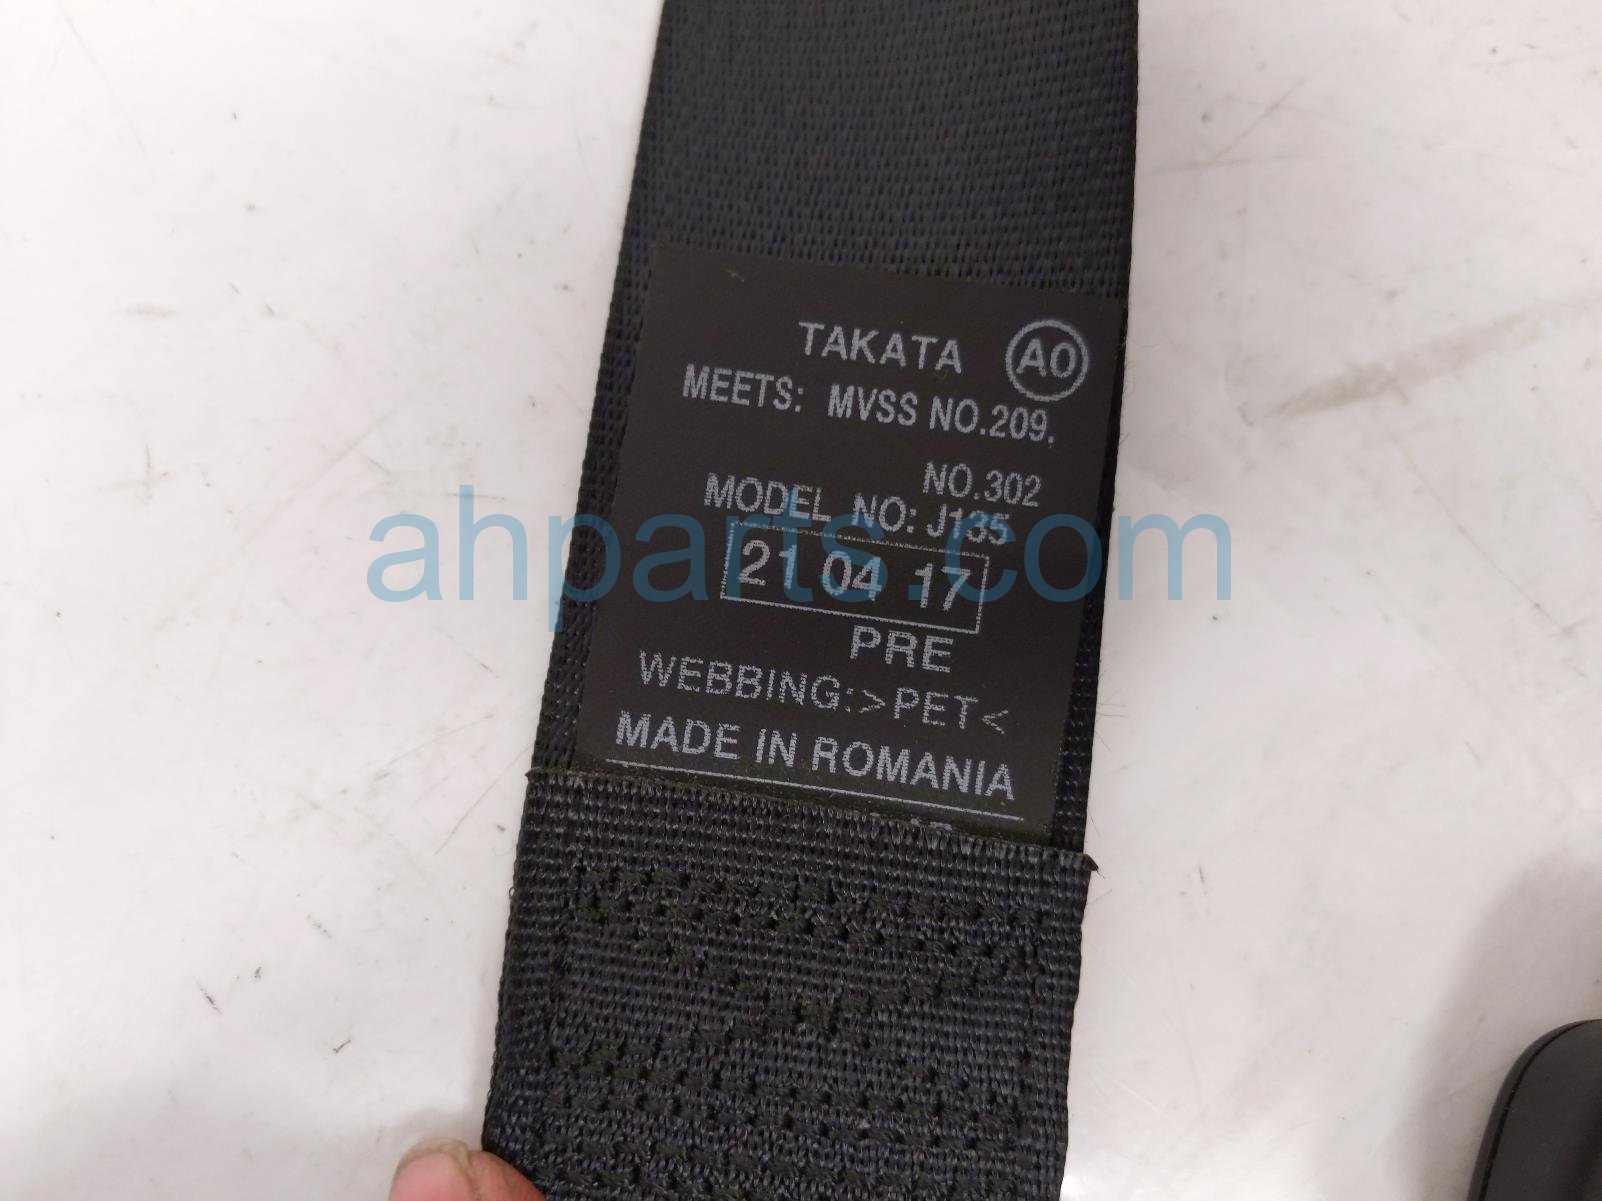 TAKATA A0
MEETS: MVSS NO.209.
NO.302
MODEL NO: J135
21 04 17
PRE
WEBBING:>PET<
MADE IN ROMANIA
ahparts.com